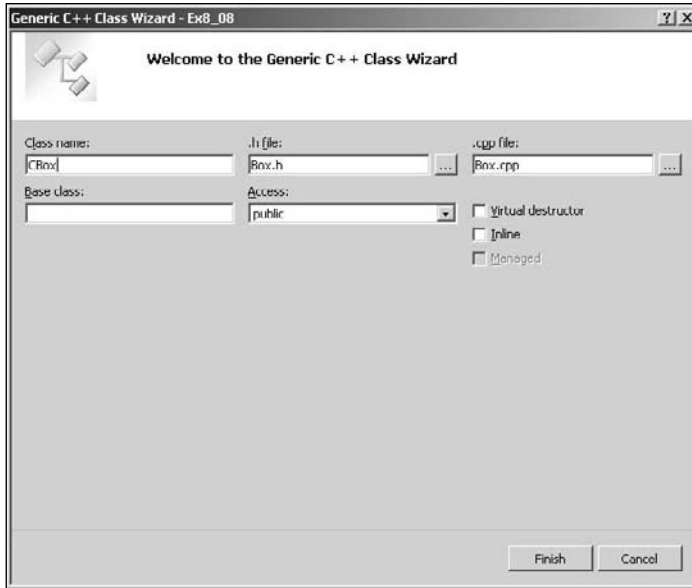 Generic C++ Class Wizard - Ex8_08
Welcome to the Generic C++ Class Wizard
Class name:
.h file:
.cpp file:
CBox
Box.h
...
Box.cpp
...
Base class:
Access:
public
Virtual destructor
Inline
Managed
Finish
Cancel